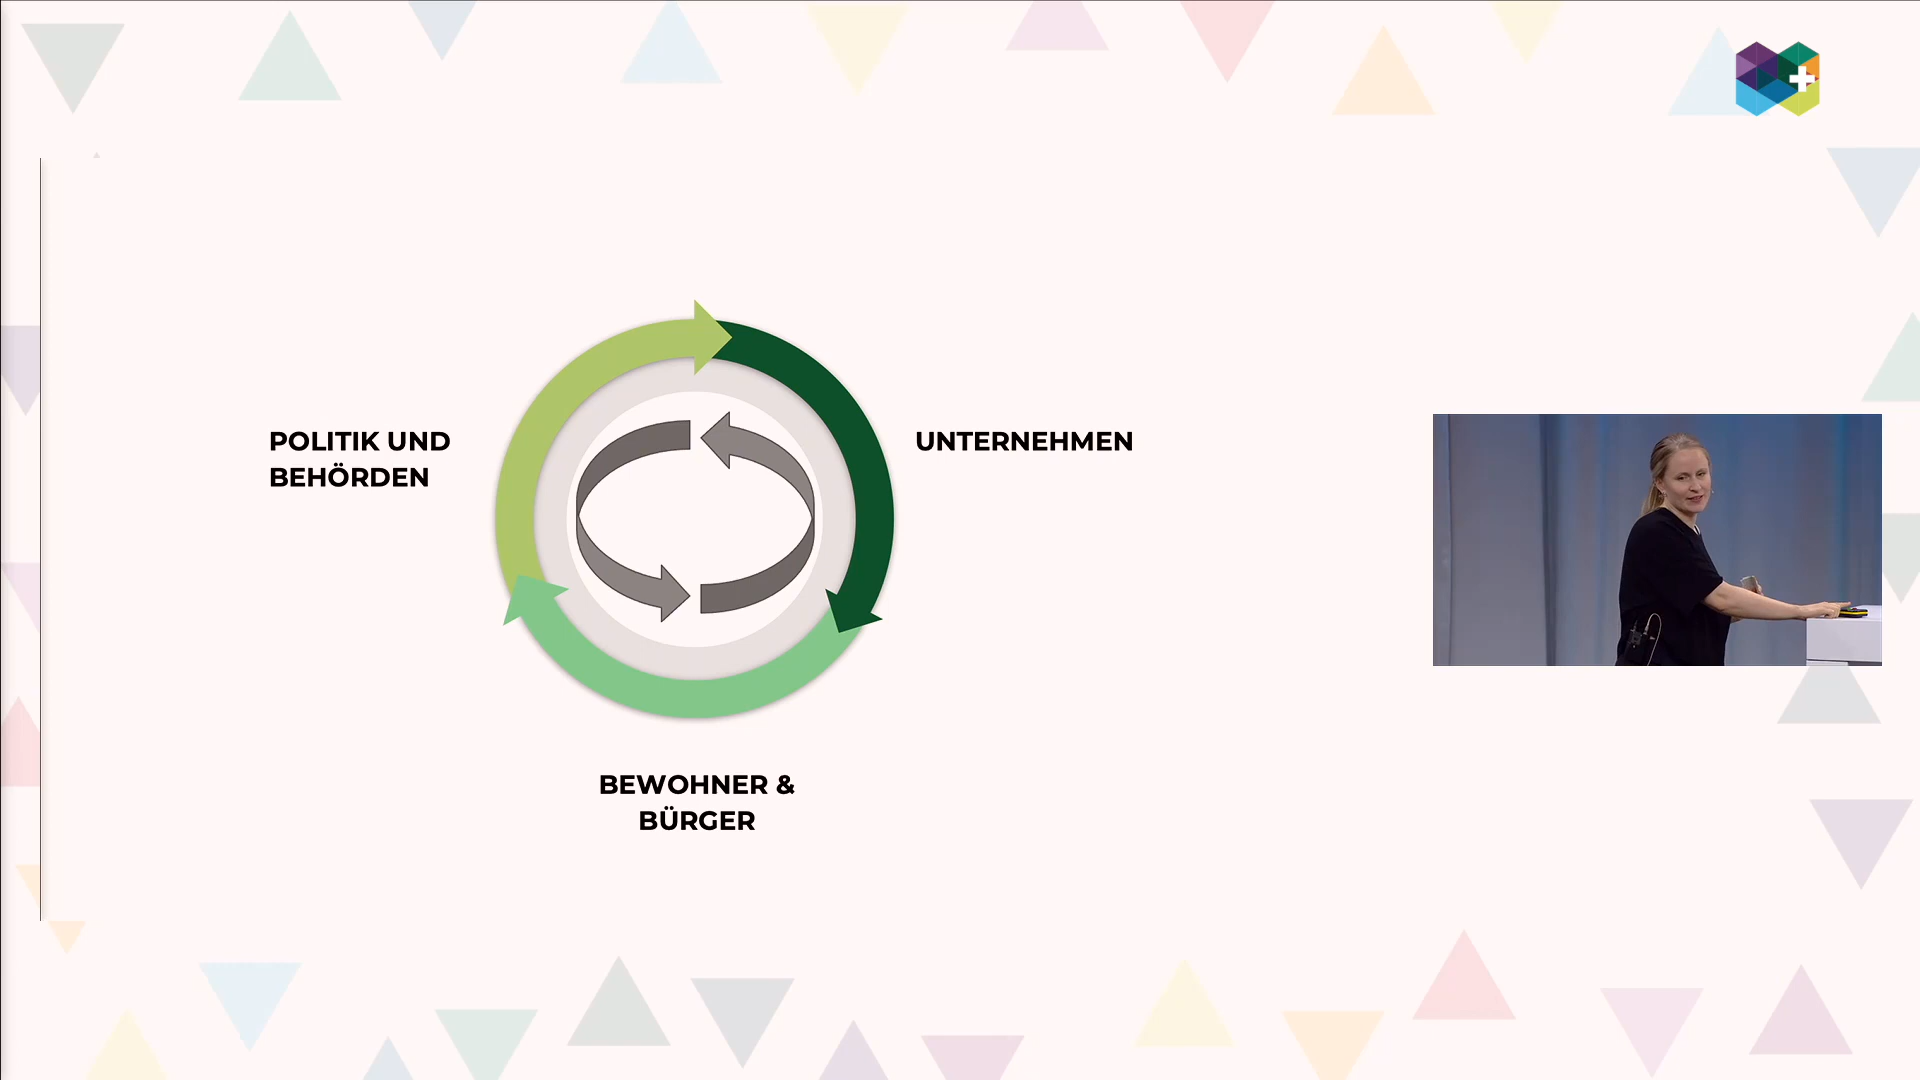 POLITIK UND
BEHÖRDEN
UNTERNEHMEN
BEWOHNER &
BÜRGER